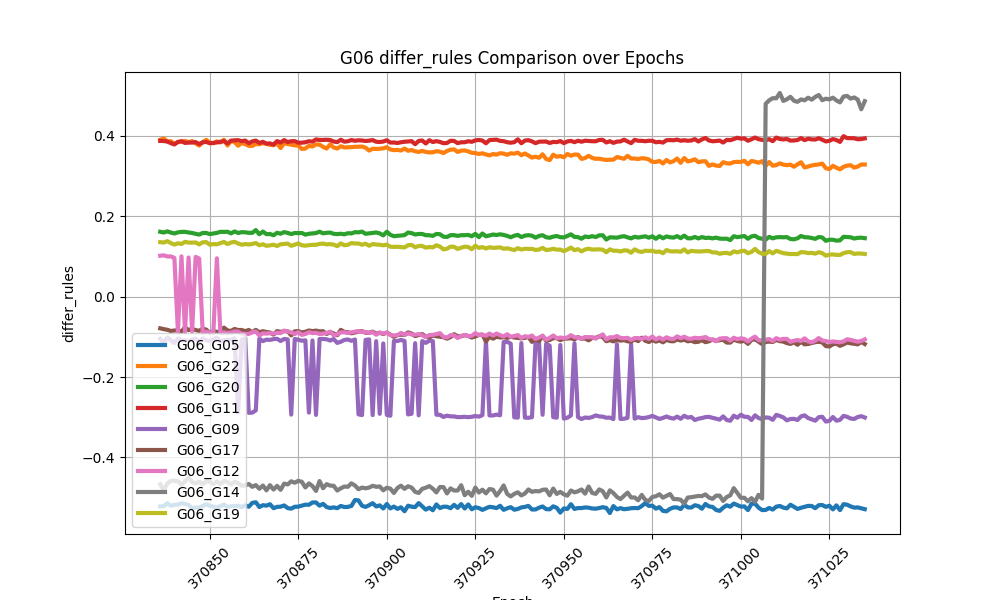 G06 differ_rules Comparison over Epochs
differ_rules
0.4
0.2
0.0
−0.2
−0.4
G06_G05
G06_G22
G06_G20
G06_G11
G06_G09
G06_G17
G06_G12
G06_G14
G06_G19
370850
370875
370900
370925
370950
370975
371000
371025
Epoch